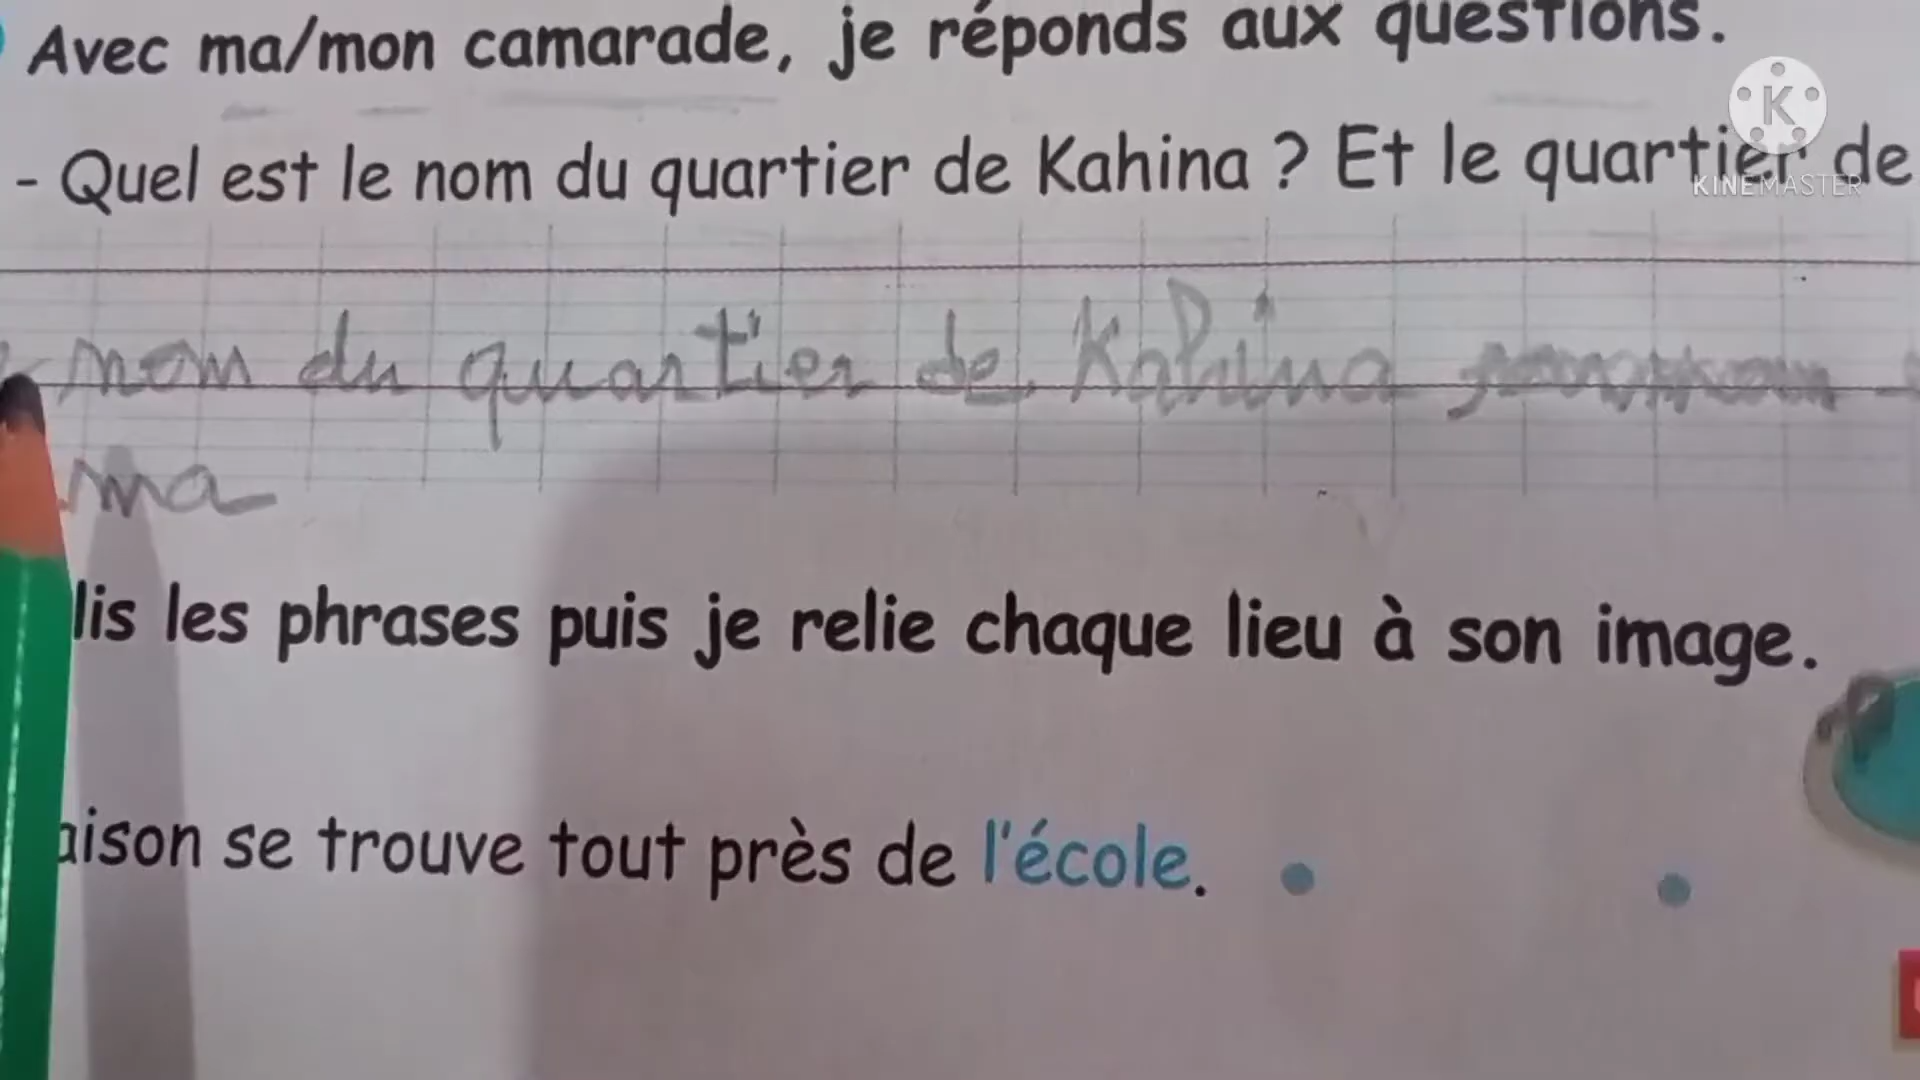 Avec ma/mon camarade, je réponds aux questions.
K
KINEMASTER
- Quel est le nom du quartier de Kahina ? Et le quartier de
nom du quartier de Kahina
ma
lis les phrases puis je relie chaque lieu à son image.
aison se trouve tout près de l'école.